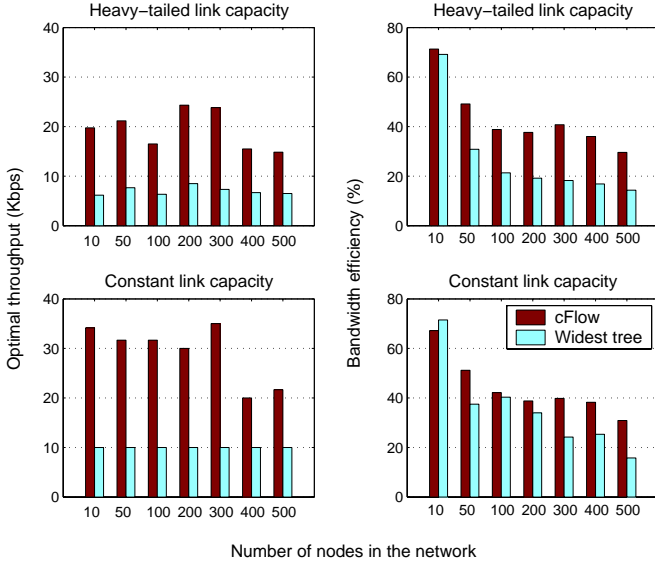 Heavy−tailed link capacity
40
30
20
10
0
10 50 100 200 300 400 500
Heavy−tailed link capacity
80
60
40
20
0
10 50 100 200 300 400 500
Optimal throughput (Kbps)
Bandwidth efficiency (%)
Constant link capacity
40
30
20
10
0
10 50 100 200 300 400 500
Constant link capacity
80
60
40
20
0
10 50 100 200 300 400 500
cFlow
Widest tree
Number of nodes in the network